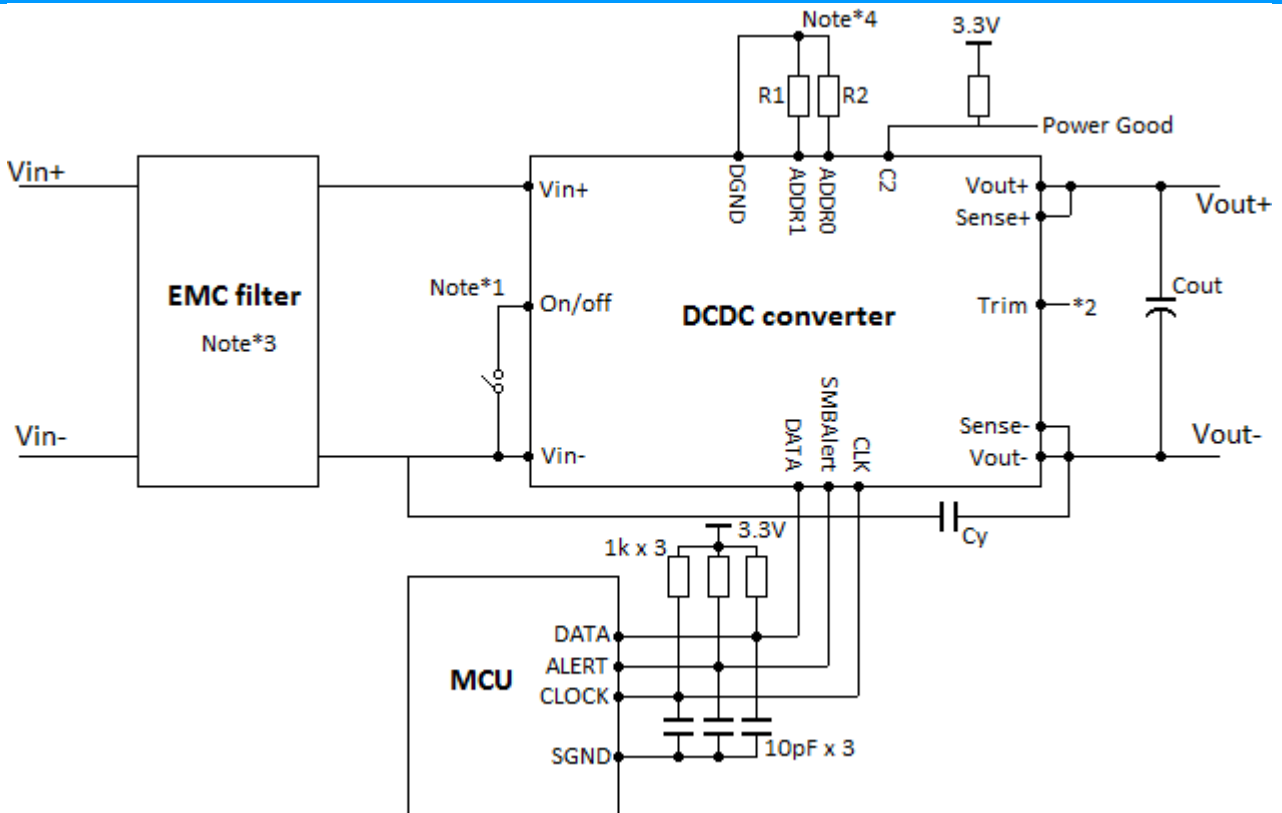 Note*4
3.3V
R1
R2
Power Good
Vin+
Vin+
DGND
ADDR1
ADDR0
C2
Vout+
Vout+
Sense+
Note*1
On/off
EMC filter
Note*3
DCDC converter
Trim
*2
Cout
Vin-
Vin-
DATA
SMBAlert
CLK
Sense-
Vout-
Vout-
3.3V
1k x 3
Cy
DATA
ALERT
MCU
CLOCK
SGND
10pF x 3